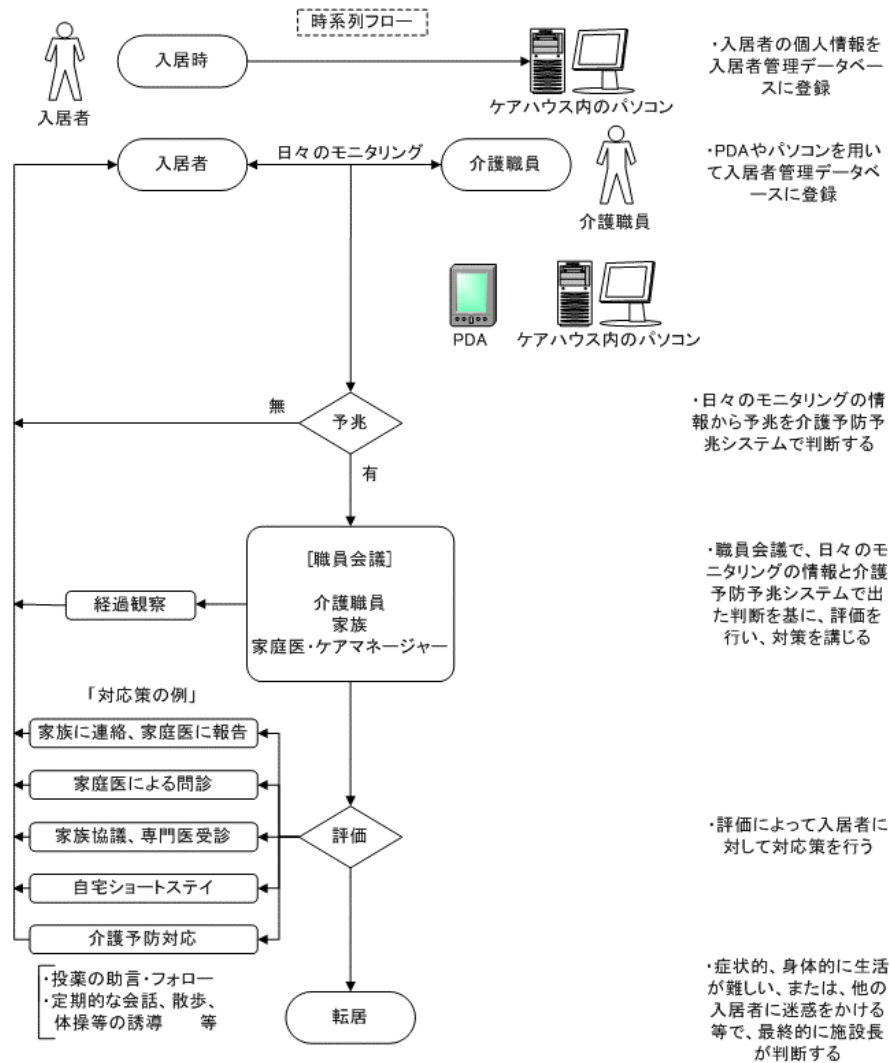 時系列フロー
入居者
入居時
ケアハウス内のパソコン
・入居者の個人情報を
入居者管理データベー
スに登録
入居者
日々のモニタリング
介護職員
介護職員
・PDAやパソコンを用い
て入居者管理データベ
ースに登録
PDA
ケアハウス内のパソコン
無
予兆
有
・日々のモニタリングの情
報から予兆を介護予防予
兆システムで判断する
[職員会議]
介護職員
家族
家庭医・ケアマネージャー
経過観察
・職員会議で、日々のモ
ニタリングの情報と介護
予防予兆システムで出
た判断を基に、評価を
行い、対策を講じる
「対応策の例」
家族に連絡、家庭医に報告
家庭医による問診
家族協議、専門医受診
自宅ショートステイ
介護予防対応
評価
・評価によって入居者に
対して対応策を行う
・投薬の助言・フォロー
・定期的な会話、散歩、
体操等の誘導 等
転居
・症状的、身体的に生活
が難しい、または、他の
入居者に迷惑をかける
等で、最終的に施設長
が判断する